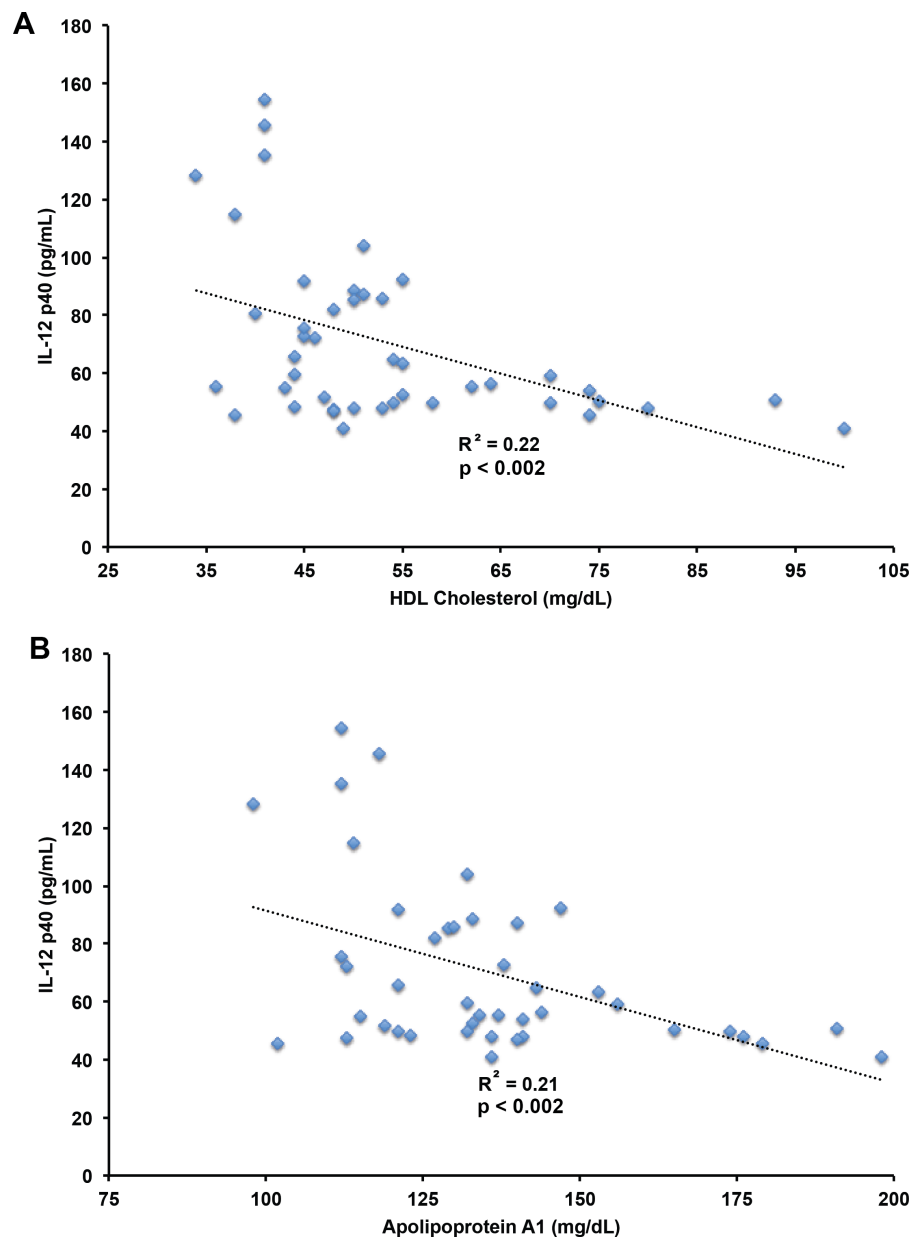 A
180
160
140
120
100
80
60
40
20
0
IL-12 p40 (pg/mL)
R² = 0.22
p < 0.002
25 35 45 55 65 75 85 95 105
HDL Cholesterol (mg/dL)
B
180
160
140
120
100
80
60
40
20
0
IL-12 p40 (pg/mL)
R² = 0.21
p < 0.002
75 100 125 150 175 200
Apolipoprotein A1 (mg/dL)